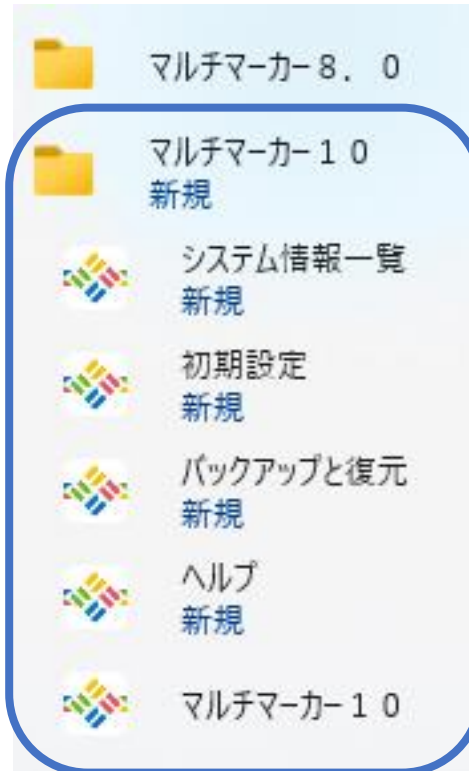 マルチマーカー８．０
マルチマーカー１０
新規
システム情報一覧
新規
初期設定
新規
バックアップと復元
新規
ヘルプ
新規
マルチマーカー１０